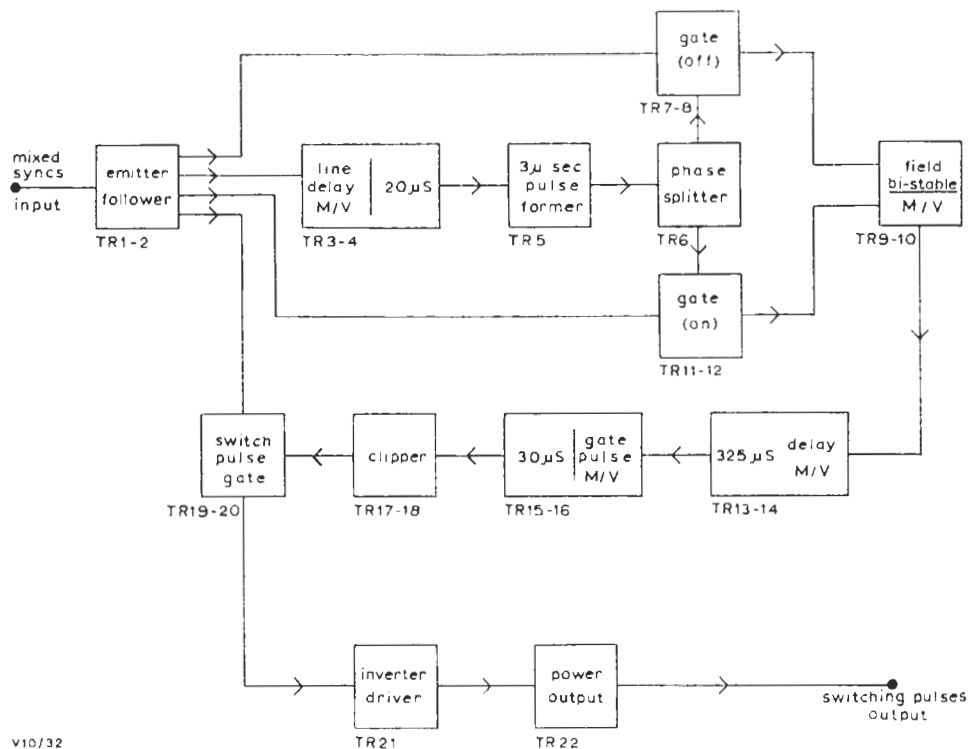 gate
(off)
TR7-8
mixed
syncs
input
emitter
follower
TR1-2
line
delay
M/V
20µS
TR3-4
3µ sec
pulse
former
TR5
phase
splitter
TR6
field
bi-stable
M/V
TR9-10
gate
(on)
TR11-12
switch
pulse
gate
TR19-20
clipper
TR17-18
30µS
gate
pulse
M/V
TR15-16
325µS
delay
M/V
TR13-14
inverter
driver
TR21
power
output
TR22
switching pulses
output
V10/32